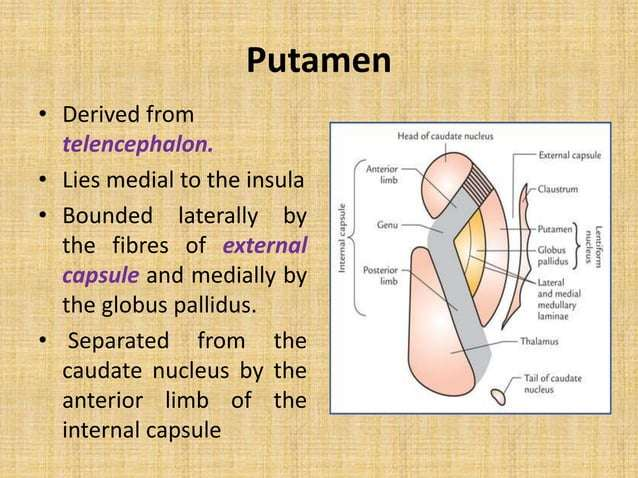 Putamen
• Derived from
telencephalon.
• Lies medial to the insula
• Bounded laterally by
the fibres of external
capsule and medially by
the globus pallidus.
• Separated from the
caudate nucleus by the
anterior limb of the
internal capsule
Head of caudate nucleus
Anterior
limb
Genu
Posterior
limb
Internal capsule
External capsule
Claustrum
Putamen
Globus
pallidus
Lentiform
nucleus
Lateral
and medial
medullary
laminae
Thalamus
Tail of caudate
nucleus